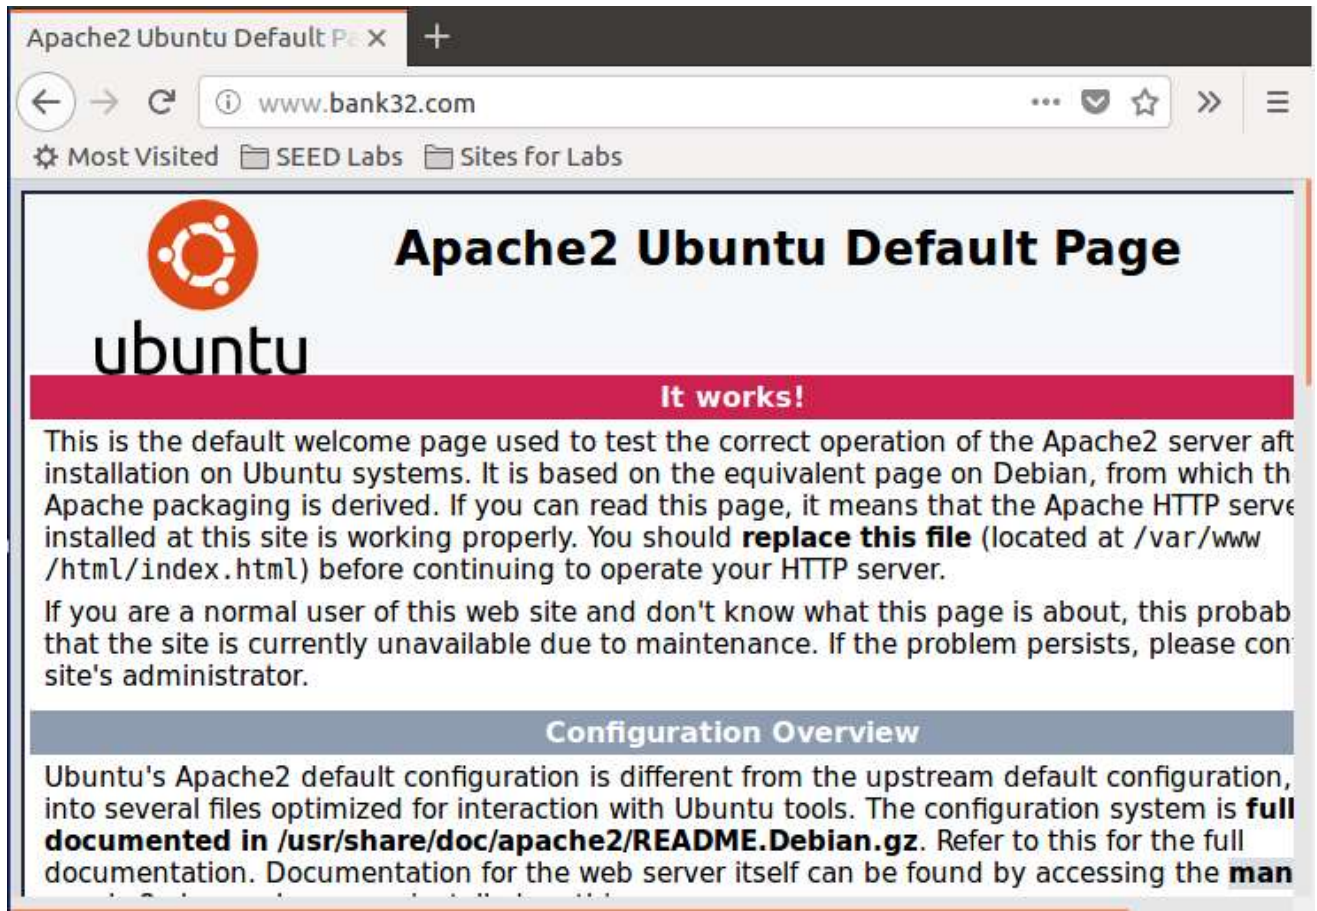 Apache2 Ubuntu Default
www.bank32.com
Most Visited SEED Labs Sites for Labs
ubuntu
Apache2 Ubuntu Default Page
It works!
This is the default welcome page used to test the correct operation of the Apache2 server
installation on Ubuntu systems. It is based on the equivalent page on Debian, from which
Apache packaging is derived. If you can read this page, it means that the Apache HTTP
installed at this site is working properly. You should replace this file (located at /var/www
/html/index.html) before continuing to operate your HTTP server.
If you are a normal user of this web site and don't know what this page is about, this
that the site is currently unavailable due to maintenance. If the problem persists, please
site's administrator.
Configuration Overview
Ubuntu's Apache2 default configuration is different from the upstream default configuration,
into several files optimized for interaction with Ubuntu tools. The configuration system is
documented in /usr/share/doc/apache2/README.Debian.gz. Refer to this for the full
documentation. Documentation for the web server itself can be found by accessing the